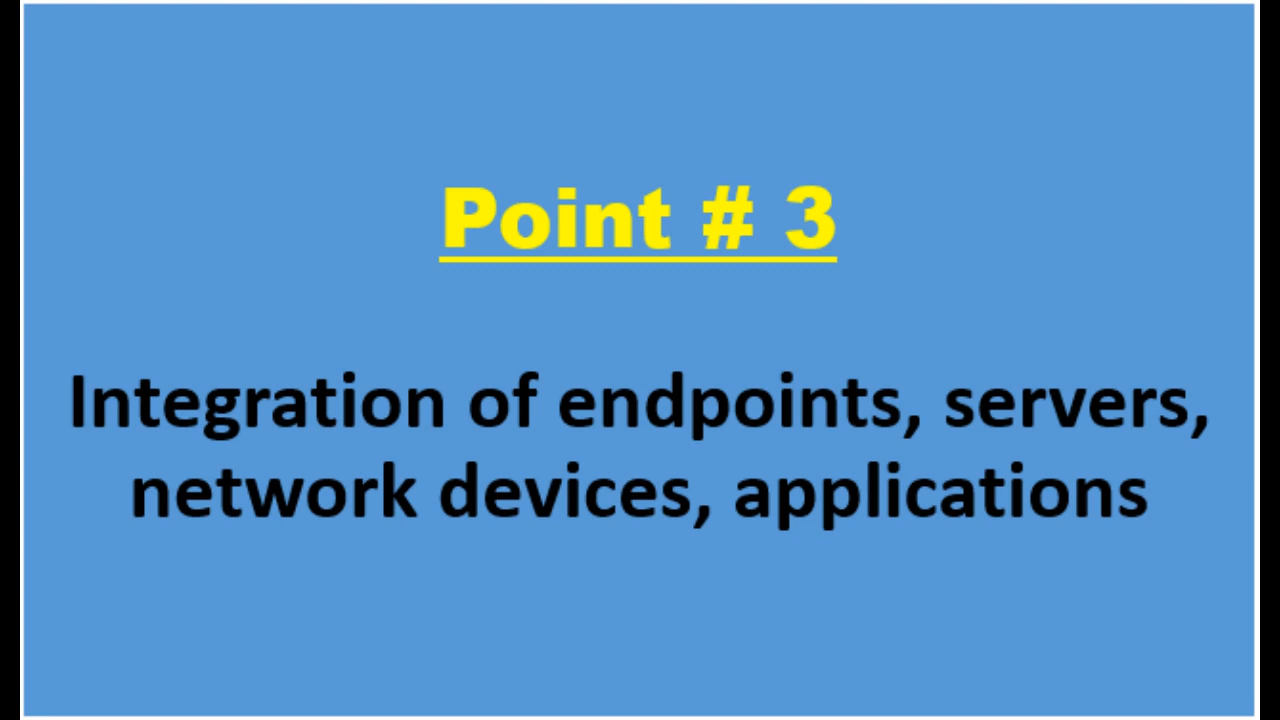 Point # 3
Integration of endpoints, servers,
network devices, applications